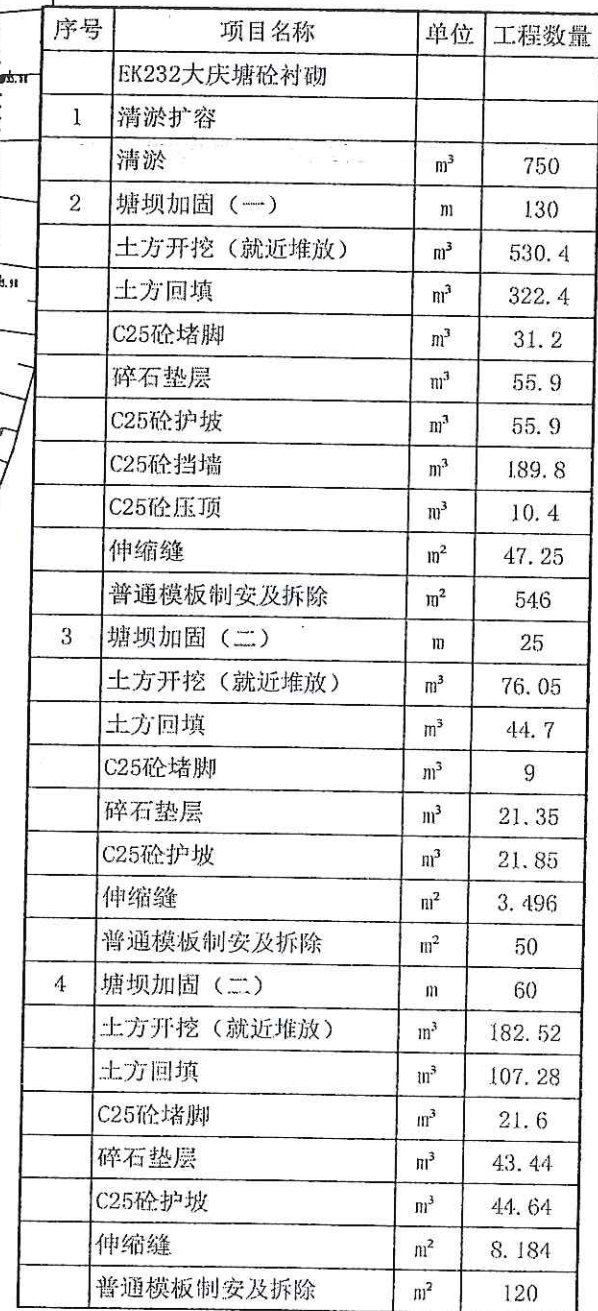 序号 项目名称 单位 工程数量
EK232大庆塘砼衬砌
1 清淤扩容
清淤 m³ 750
2 塘坝加固（一） m 130
土方开挖（就近堆放） m³ 530.4
土方回填 m³ 322.4
C25砼堵脚 m³ 31.2
碎石垫层 m³ 55.9
C25砼护坡 m³ 55.9
C25砼挡墙 m³ 189.8
C25砼压顶 m³ 10.4
伸缩缝 m² 47.25
普通模板制安及拆除 m² 546
3 塘坝加固（二） m 25
土方开挖（就近堆放） m³ 76.05
土方回填 m³ 44.7
C25砼堵脚 m³ 9
碎石垫层 m³ 21.35
C25砼护坡 m³ 21.85
伸缩缝 m² 3.496
普通模板制安及拆除 m² 50
4 塘坝加固（二） m 60
土方开挖（就近堆放） m³ 182.52
土方回填 m³ 107.28
C25砼堵脚 m³ 21.6
碎石垫层 m³ 43.44
C25砼护坡 m³ 44.64
伸缩缝 m² 8.184
普通模板制安及拆除 m² 120